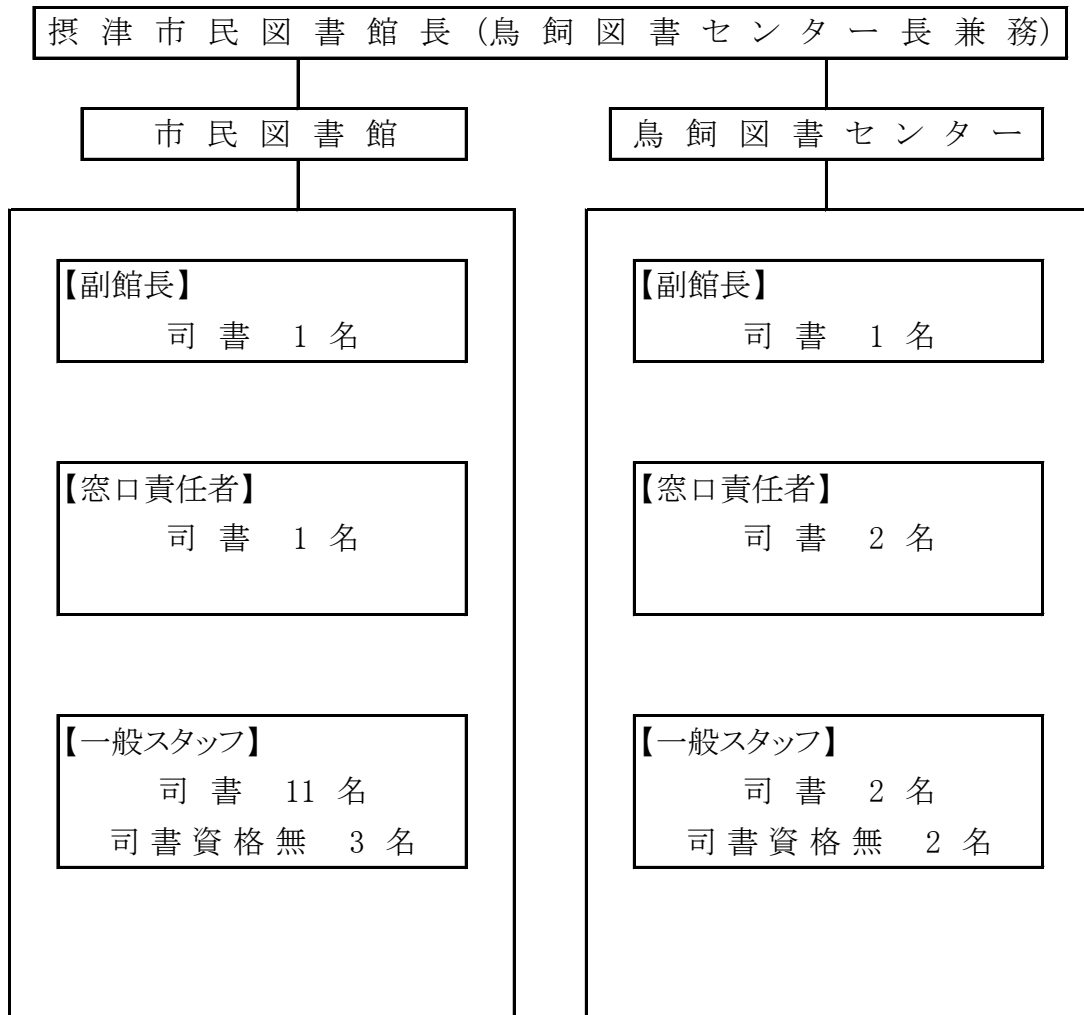 摂津市民図書館長(鳥飼図書センター長兼務)
市民図書館
鳥飼図書センター
【副館長】
司書 1 名
【窓口責任者】
司書 1 名
【一般スタッフ】
司書 11 名
司書資格無 3 名
【副館長】
司書 1 名
【窓口責任者】
司書 2 名
【一般スタッフ】
司書 2 名
司書資格無 2 名